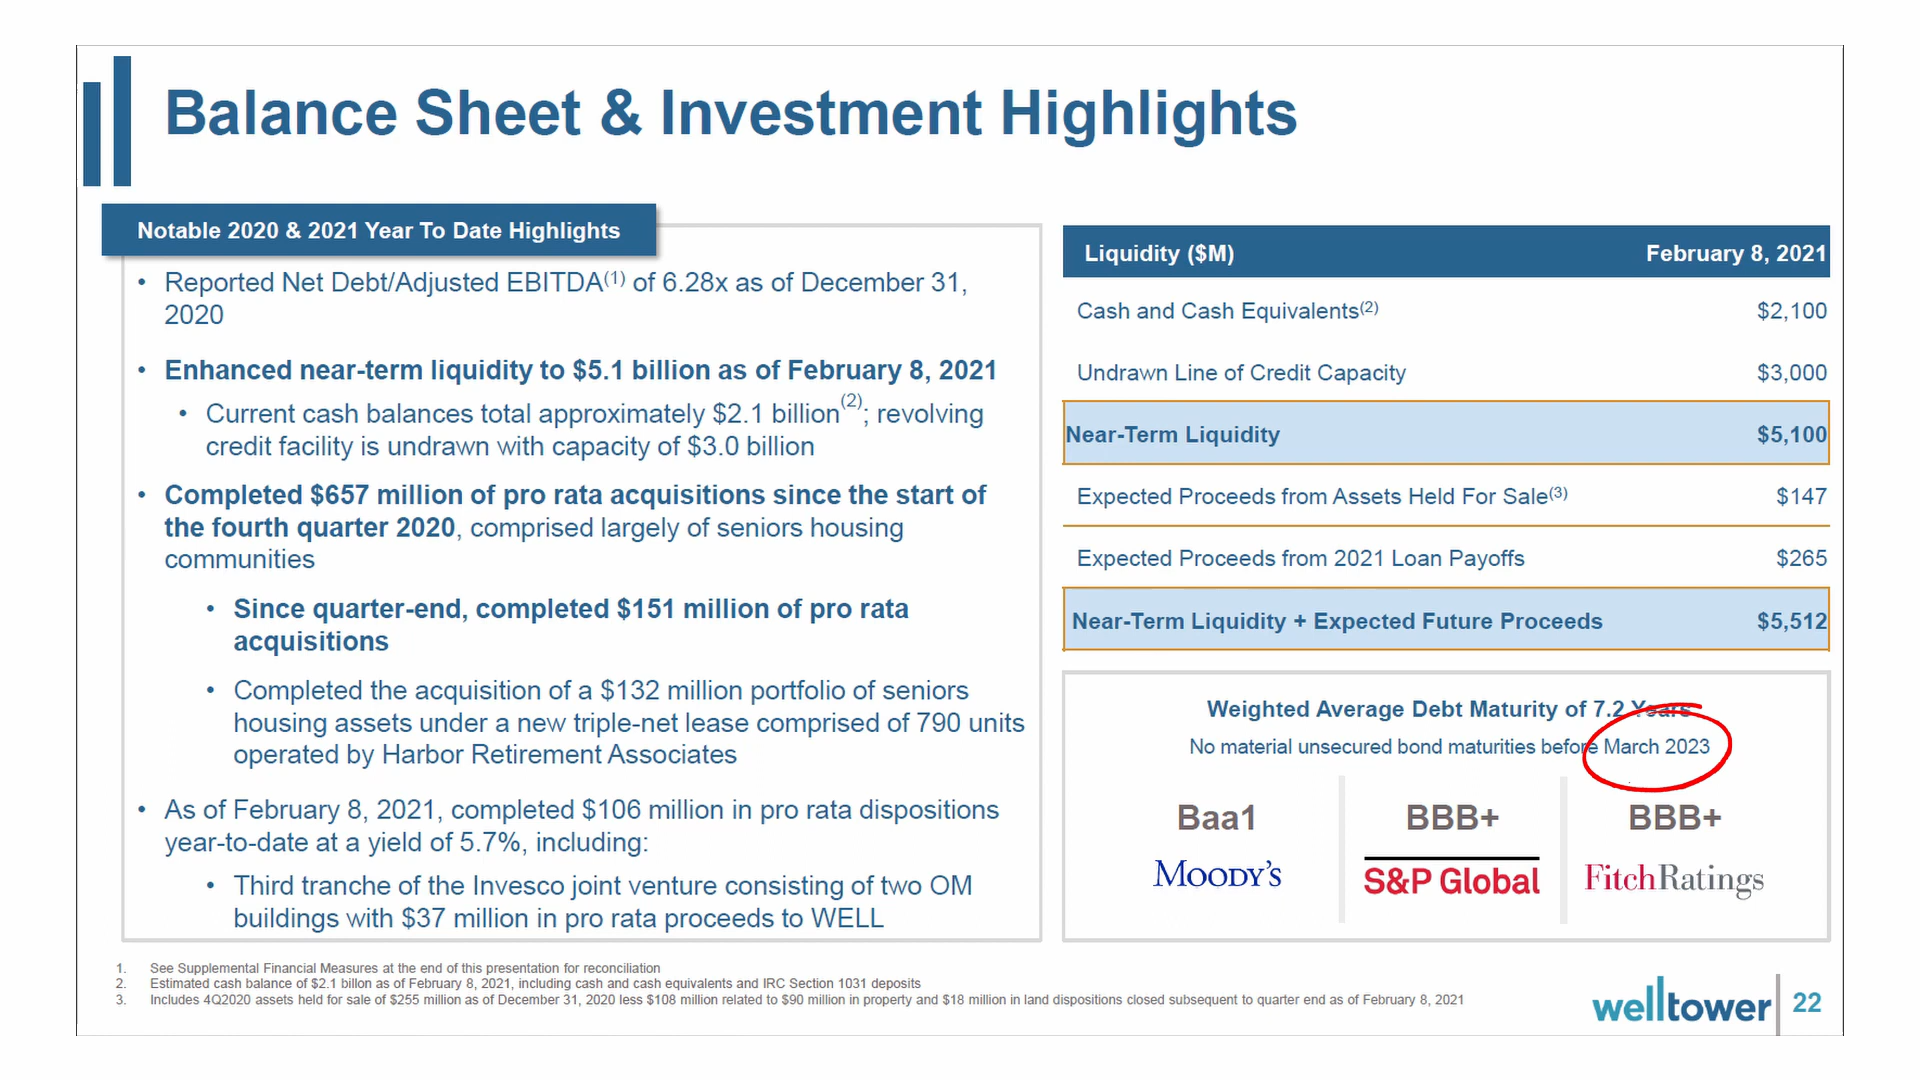 Balance Sheet & Investment Highlights
Notable 2020 & 2021 Year To Date Highlights
• Reported Net Debt/Adjusted EBITDA(1) of 6.28x as of December 31,
2020
• Enhanced near-term liquidity to $5.1 billion as of February 8, 2021
• Current cash balances total approximately $2.1 billion(2); revolving
credit facility is undrawn with capacity of $3.0 billion
• Completed $657 million of pro rata acquisitions since the start of
the fourth quarter 2020, comprised largely of seniors housing
communities
• Since quarter-end, completed $151 million of pro rata
acquisitions
• Completed the acquisition of a $132 million portfolio of seniors
housing assets under a new triple-net lease comprised of 790 units
operated by Harbor Retirement Associates
• As of February 8, 2021, completed $106 million in pro rata dispositions
year-to-date at a yield of 5.7%, including:
• Third tranche of the Invesco joint venture consisting of two OM
buildings with $37 million in pro rata proceeds to WELL
Liquidity ($M) February 8, 2021
Cash and Cash Equivalents(2) $2,100
Undrawn Line of Credit Capacity $3,000
Near-Term Liquidity $5,100
Expected Proceeds from Assets Held For Sale(3) $147
Expected Proceeds from 2021 Loan Payoffs $265
Near-Term Liquidity + Expected Future Proceeds $5,512
Weighted Average Debt Maturity of 7.2 Years
No material unsecured bond maturities before March 2023
Baa1 BBB+ BBB+
MOODY'S S&P Global FitchRatings
1. See Supplemental Financial Measures at the end of this presentation for reconciliation
2. Estimated cash balance of $2.1 billon as of February 8, 2021, including cash and cash equivalents and IRC Section 1031 deposits
3. Includes 4Q2020 assets held for sale of $255 million as of December 31, 2020 less $108 million related to $90 million in property and $18 million in land dispositions closed subsequent to quarter end as of February 8, 2021
welltower 22